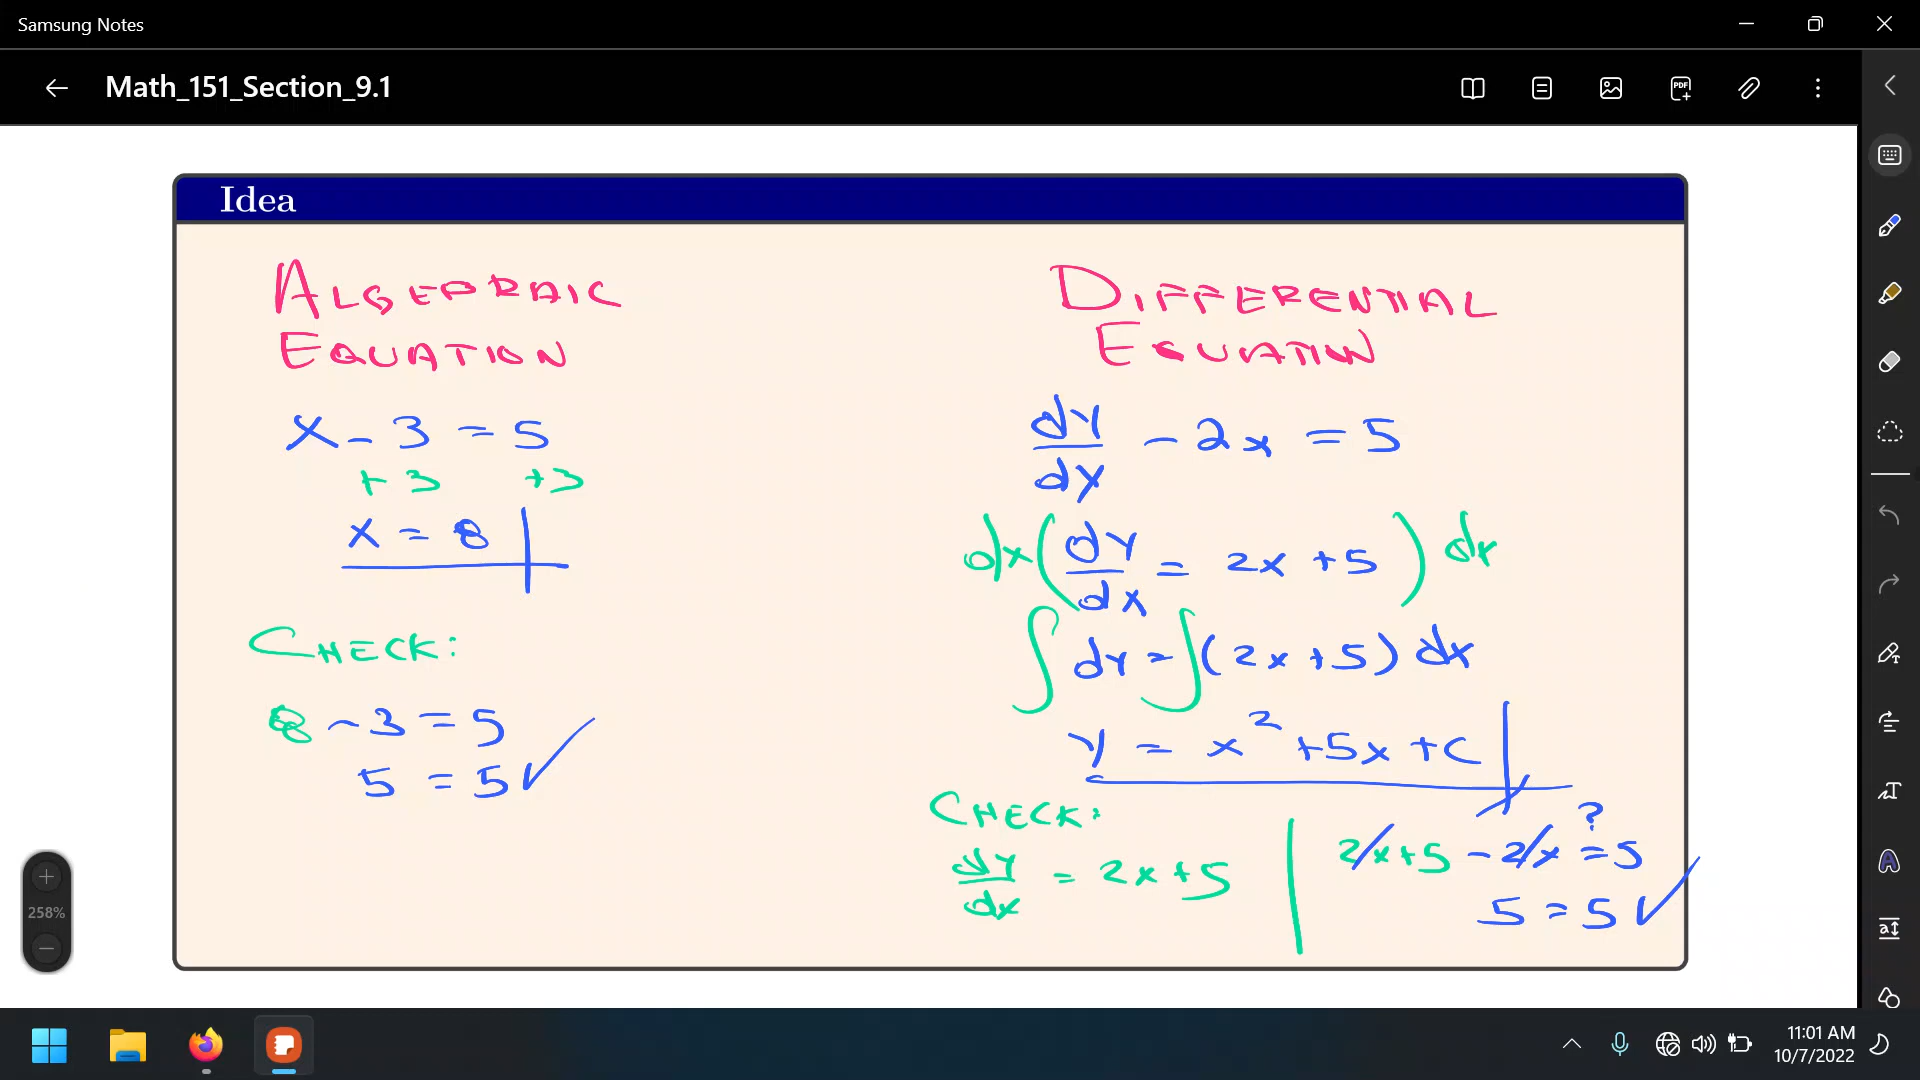 Samsung Notes
Math_151_Section_9.1
Idea
ALGEBRAIC
EQUATION
x - 3 = 5
+3 +3
x = 8
CHECK:
8 - 3 = 5
5 = 5 ✓
DIFFERENTIAL
EQUATION
dy/dx - 2x = 5
dx(dy/dx = 2x + 5)dx
∫dy = ∫(2x + 5)dx
y = x² + 5x + C
CHECK:
dy/dx = 2x + 5
2x + 5 - 2x ?= 5
5 = 5 ✓
258%
11:01 AM
10/7/2022